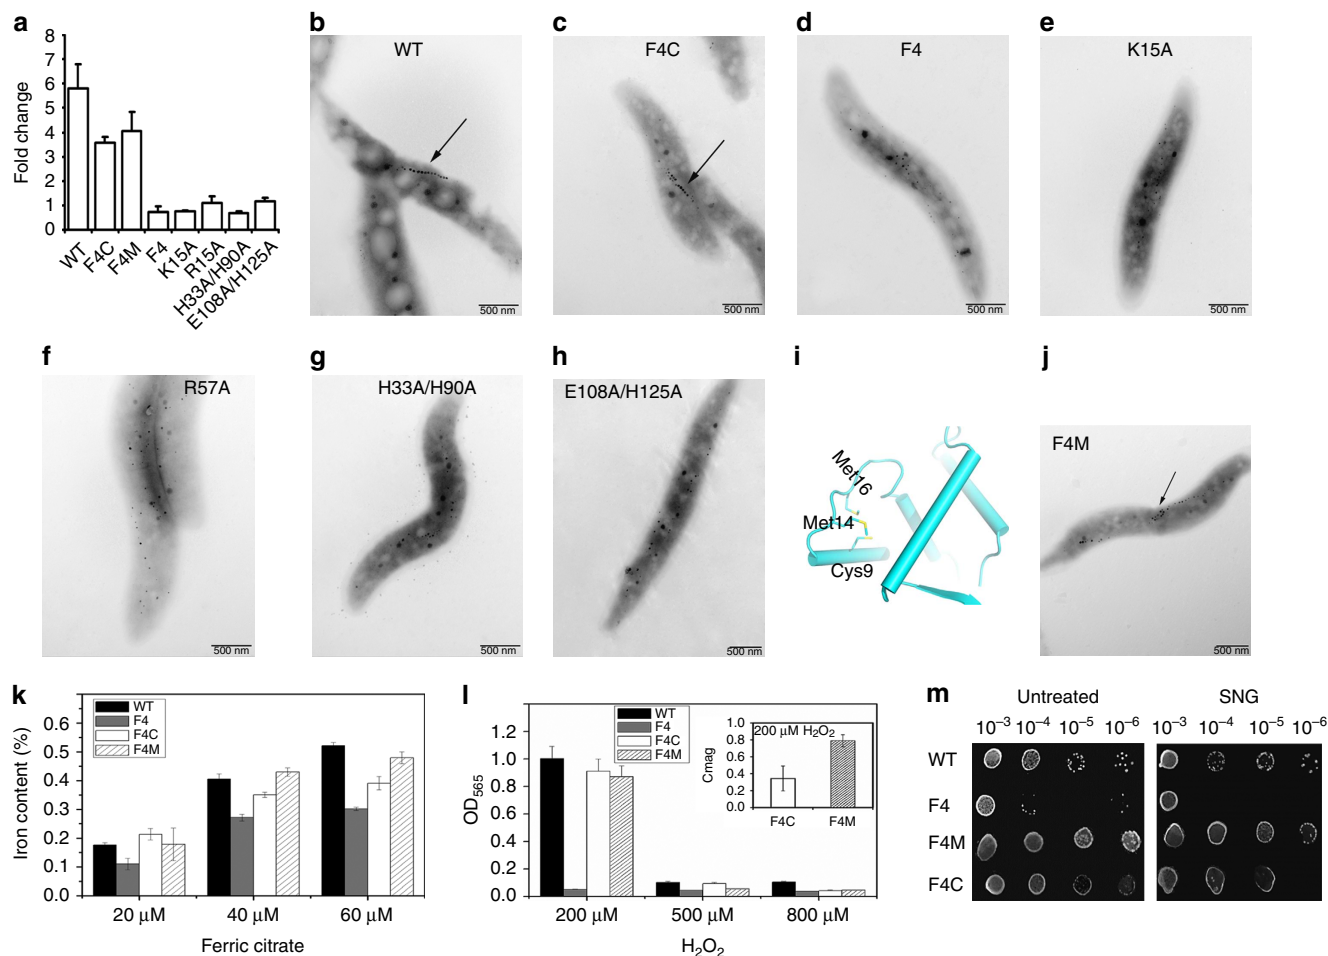 a
Fold change
8
7
6
5
4
3
2
1
0
WT
F4C
F4M
F4
K15A
R15A
H33A/H90A
E108A/H125A
b
WT
500 nm
c
F4C
500 nm
d
F4
500 nm
e
K15A
500 nm
f
R57A
500 nm
g
H33A/H90A
500 nm
h
E108A/H125A
500 nm
i
Met16
Met14
Cys9
j
F4M
500 nm
k
WT
F4
F4C
F4M
Iron content (%)
0.6
0.5
0.4
0.3
0.2
0.1
0.0
20 µM 40 µM 60 µM
Ferric citrate
l
WT
F4
F4C
F4M
OD₅₆₅
1.2
1.0
0.8
0.6
0.4
0.2
0.0
200 µM 500 µM 800 µM
H₂O₂
200 µM H₂O₂
Cmag
1.0
0.8
0.6
0.4
0.2
0.0
F4C F4M
m
Untreated SNG
10⁻³ 10⁻⁴ 10⁻⁵ 10⁻⁶ 10⁻³ 10⁻⁴ 10⁻⁵ 10⁻⁶
WT
F4
F4M
F4C